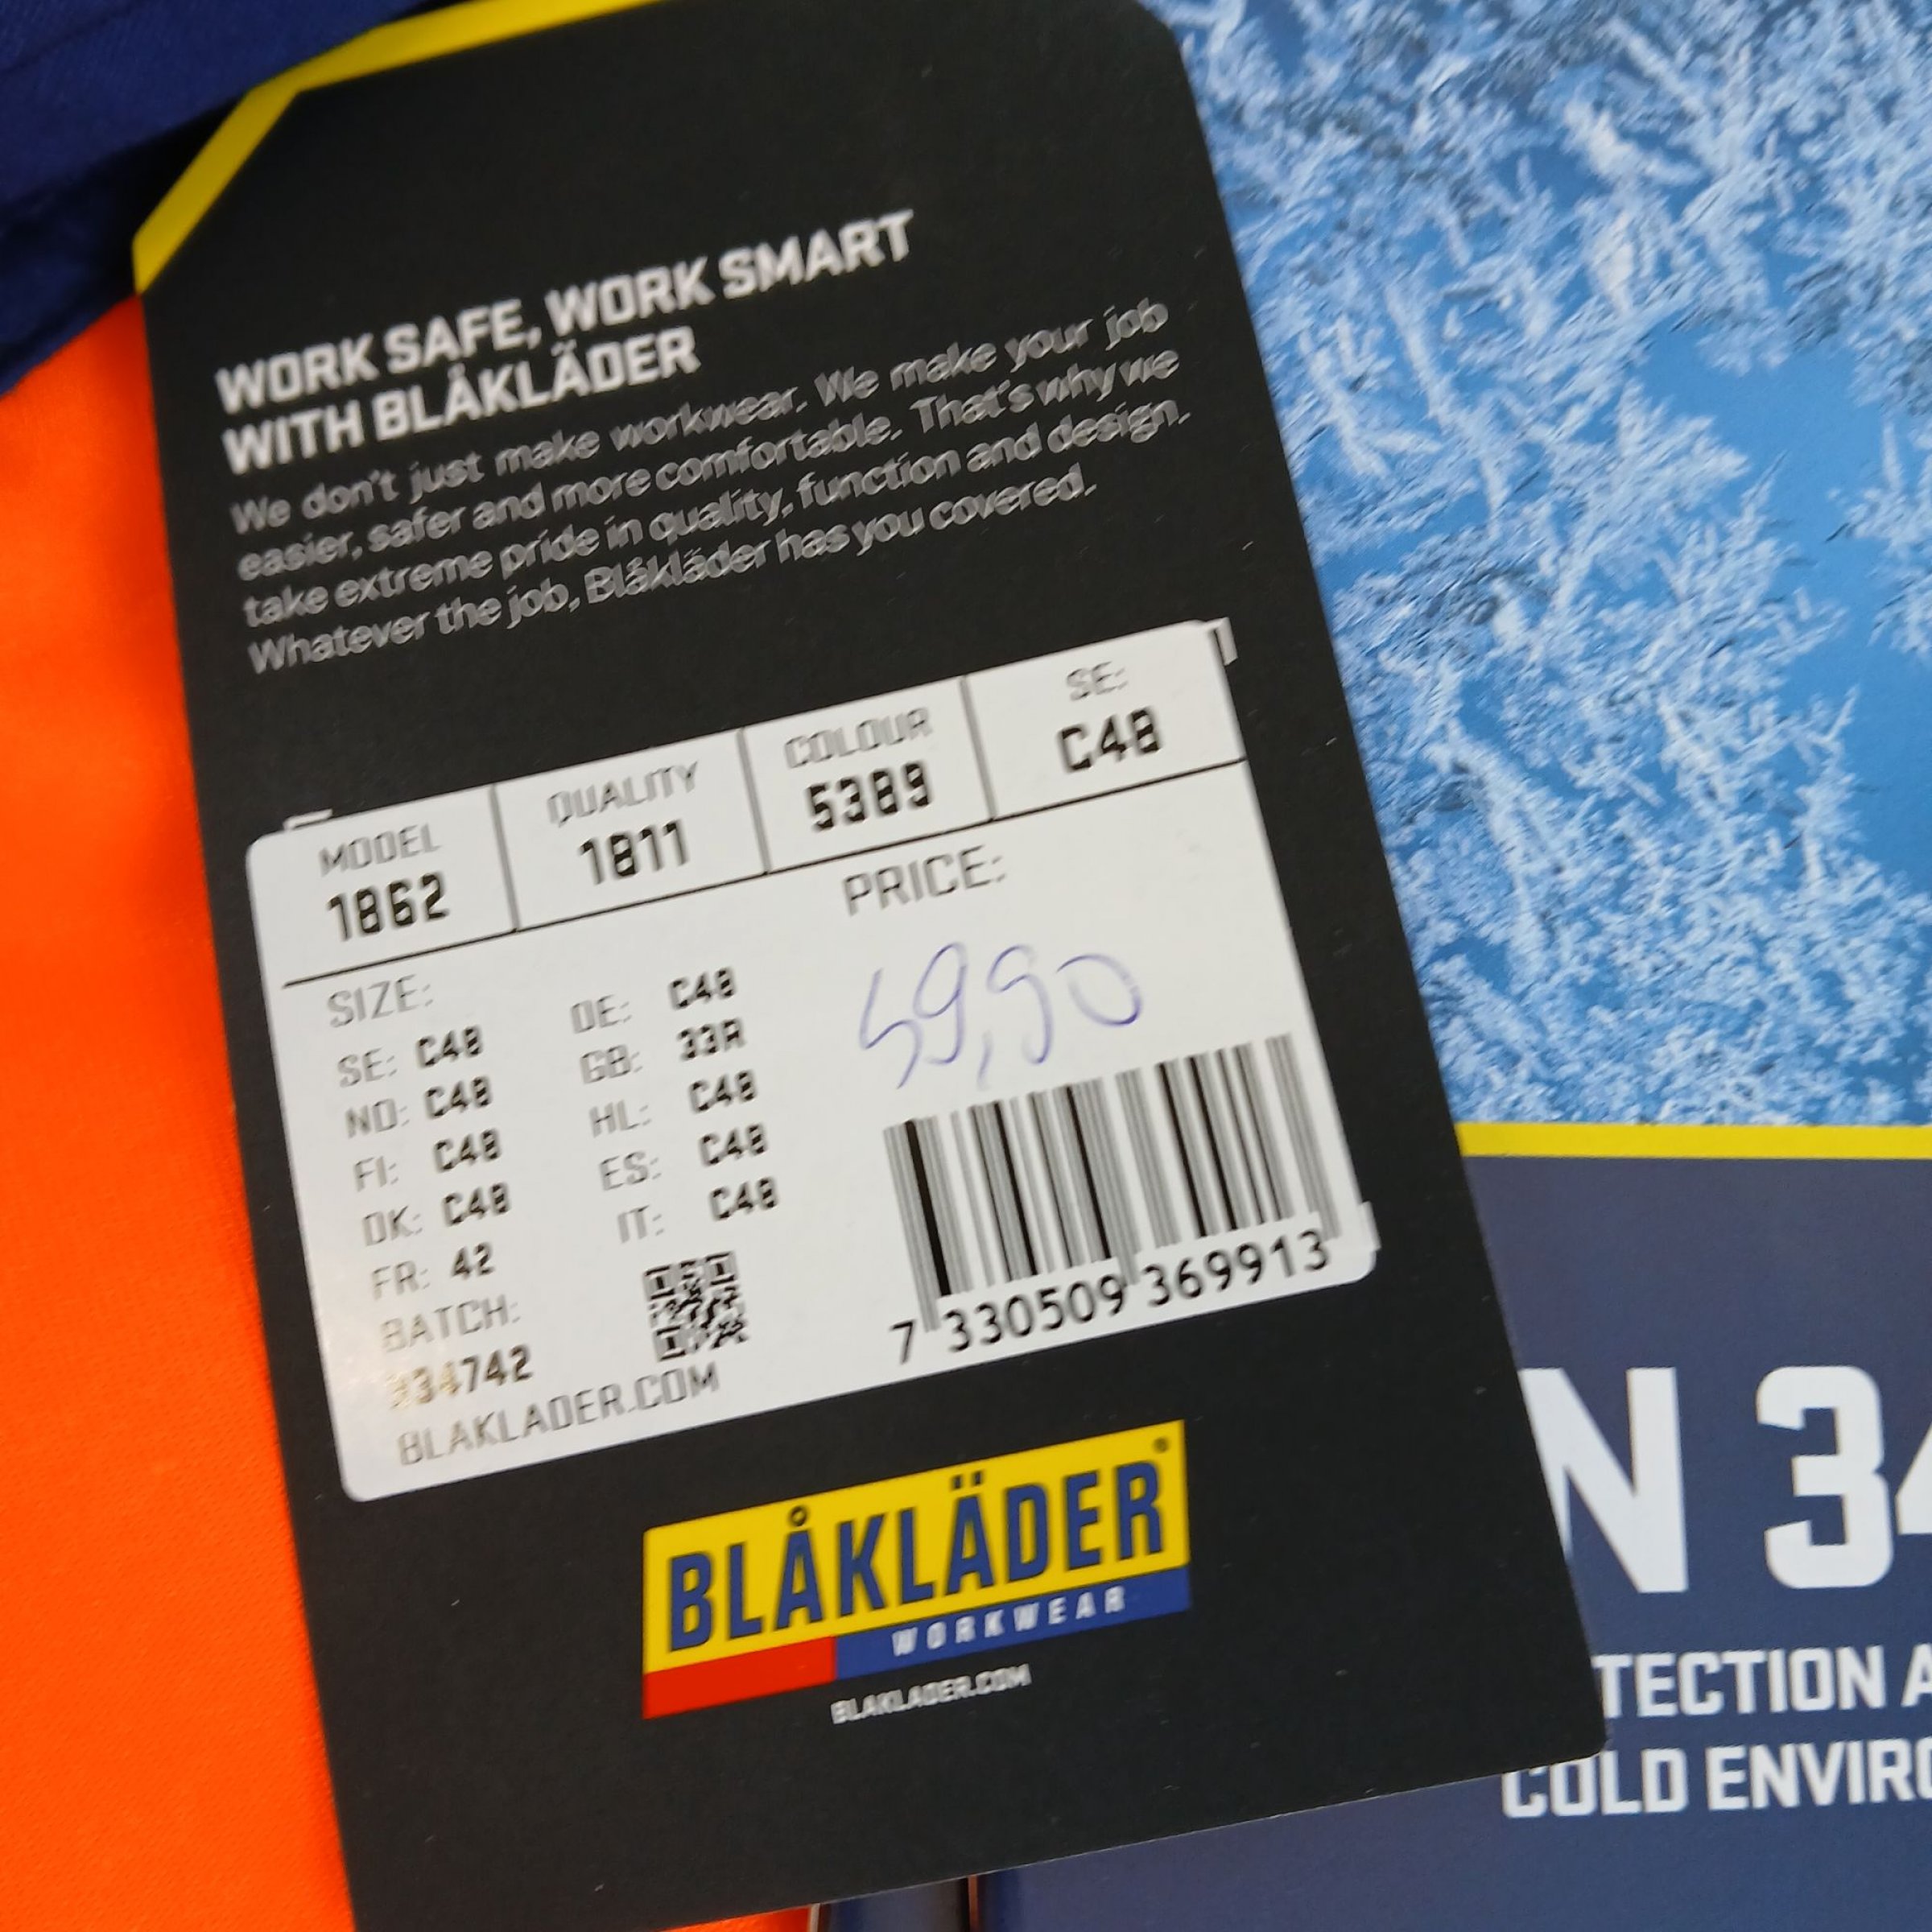 WORK SAFE, WORK SMART
WITH BLÅKLÄDER
We don't just make workwear. We make your job
easier, safer and more comfortable. That's why we
take extreme pride in quality, function and design.
Whatever the job, Blåkläder has you covered.
MODEL QUALITY COLOUR SE:
1862 1811 5389 C48
PRICE:
59,90
SIZE:
SE: C48 DE: C48
NO: C48 GB: 33R
FI: C48 HL: C48
DK: C48 ES: C48
FR: 42 IT: C48
BATCH:
334742
BLAKLADER.COM
7 330509 369913
BLÅKLÄDER
WORKWEAR
BLAKLADER.COM
N 34
TECTION A
COLD ENVIRO